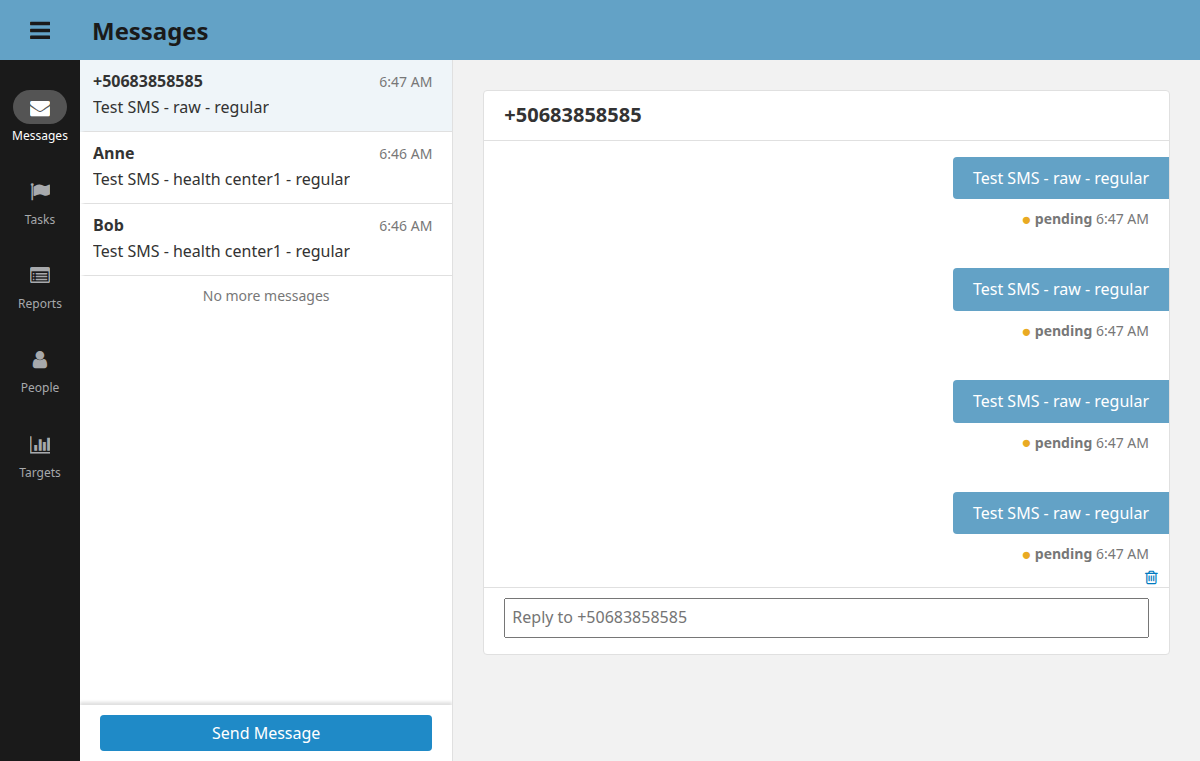 Messages
Messages
Tasks
Reports
People
Targets
+50683858585 6:47 AM
Test SMS - raw - regular
Anne 6:46 AM
Test SMS - health center1 - regular
Bob 6:46 AM
Test SMS - health center1 - regular
No more messages
Send Message
+50683858585
Test SMS - raw - regular
pending 6:47 AM
Test SMS - raw - regular
pending 6:47 AM
Test SMS - raw - regular
pending 6:47 AM
Test SMS - raw - regular
pending 6:47 AM
Reply to +50683858585